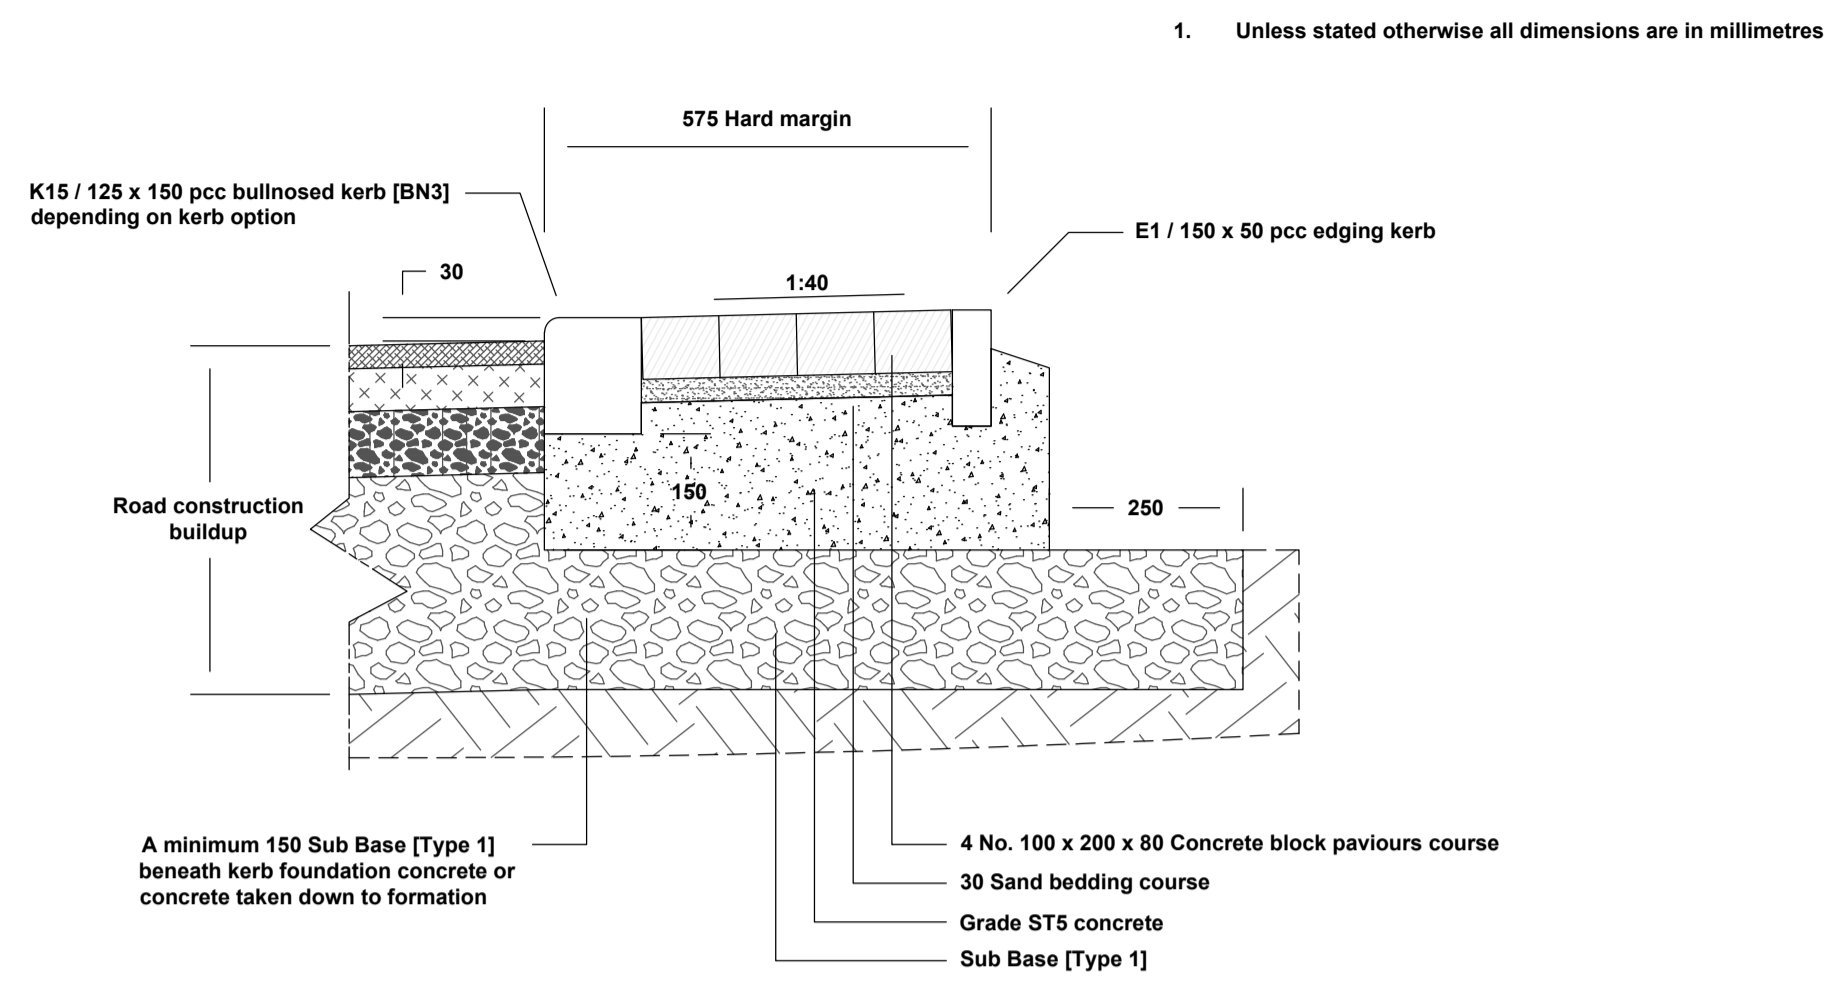 1. Unless stated otherwise all dimensions are in millimetres
575 Hard margin
K15 / 125 x 150 pcc bullnosed kerb [BN3]
depending on kerb option
E1 / 150 x 50 pcc edging kerb
30
1:40
150
Road construction
buildup
250
A minimum 150 Sub Base [Type 1]
beneath kerb foundation concrete or
concrete taken down to formation
4 No. 100 x 200 x 80 Concrete block paviours course
30 Sand bedding course
Grade ST5 concrete
Sub Base [Type 1]